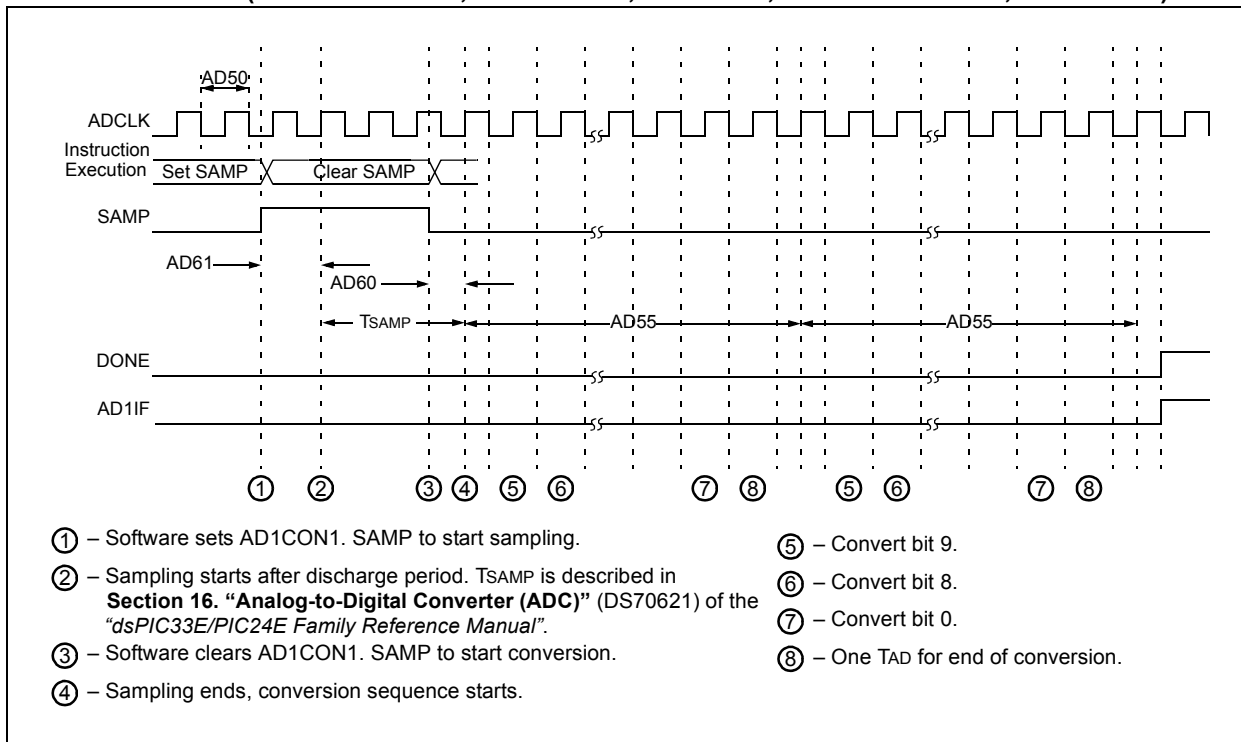 AD50
ADCLK
Instruction
Execution
Set SAMP
Clear SAMP
SAMP
AD61
AD60
TSAMP
AD55
AD55
DONE
AD1IF
1 2 3 4 5 6 7 8 5 6 7 8
1 – Software sets AD1CON1. SAMP to start sampling.
2 – Sampling starts after discharge period. TSAMP is described in
Section 16. “Analog-to-Digital Converter (ADC)” (DS70621) of the
“dsPIC33E/PIC24E Family Reference Manual”.
3 – Software clears AD1CON1. SAMP to start conversion.
4 – Sampling ends, conversion sequence starts.
5 – Convert bit 9.
6 – Convert bit 8.
7 – Convert bit 0.
8 – One TAD for end of conversion.